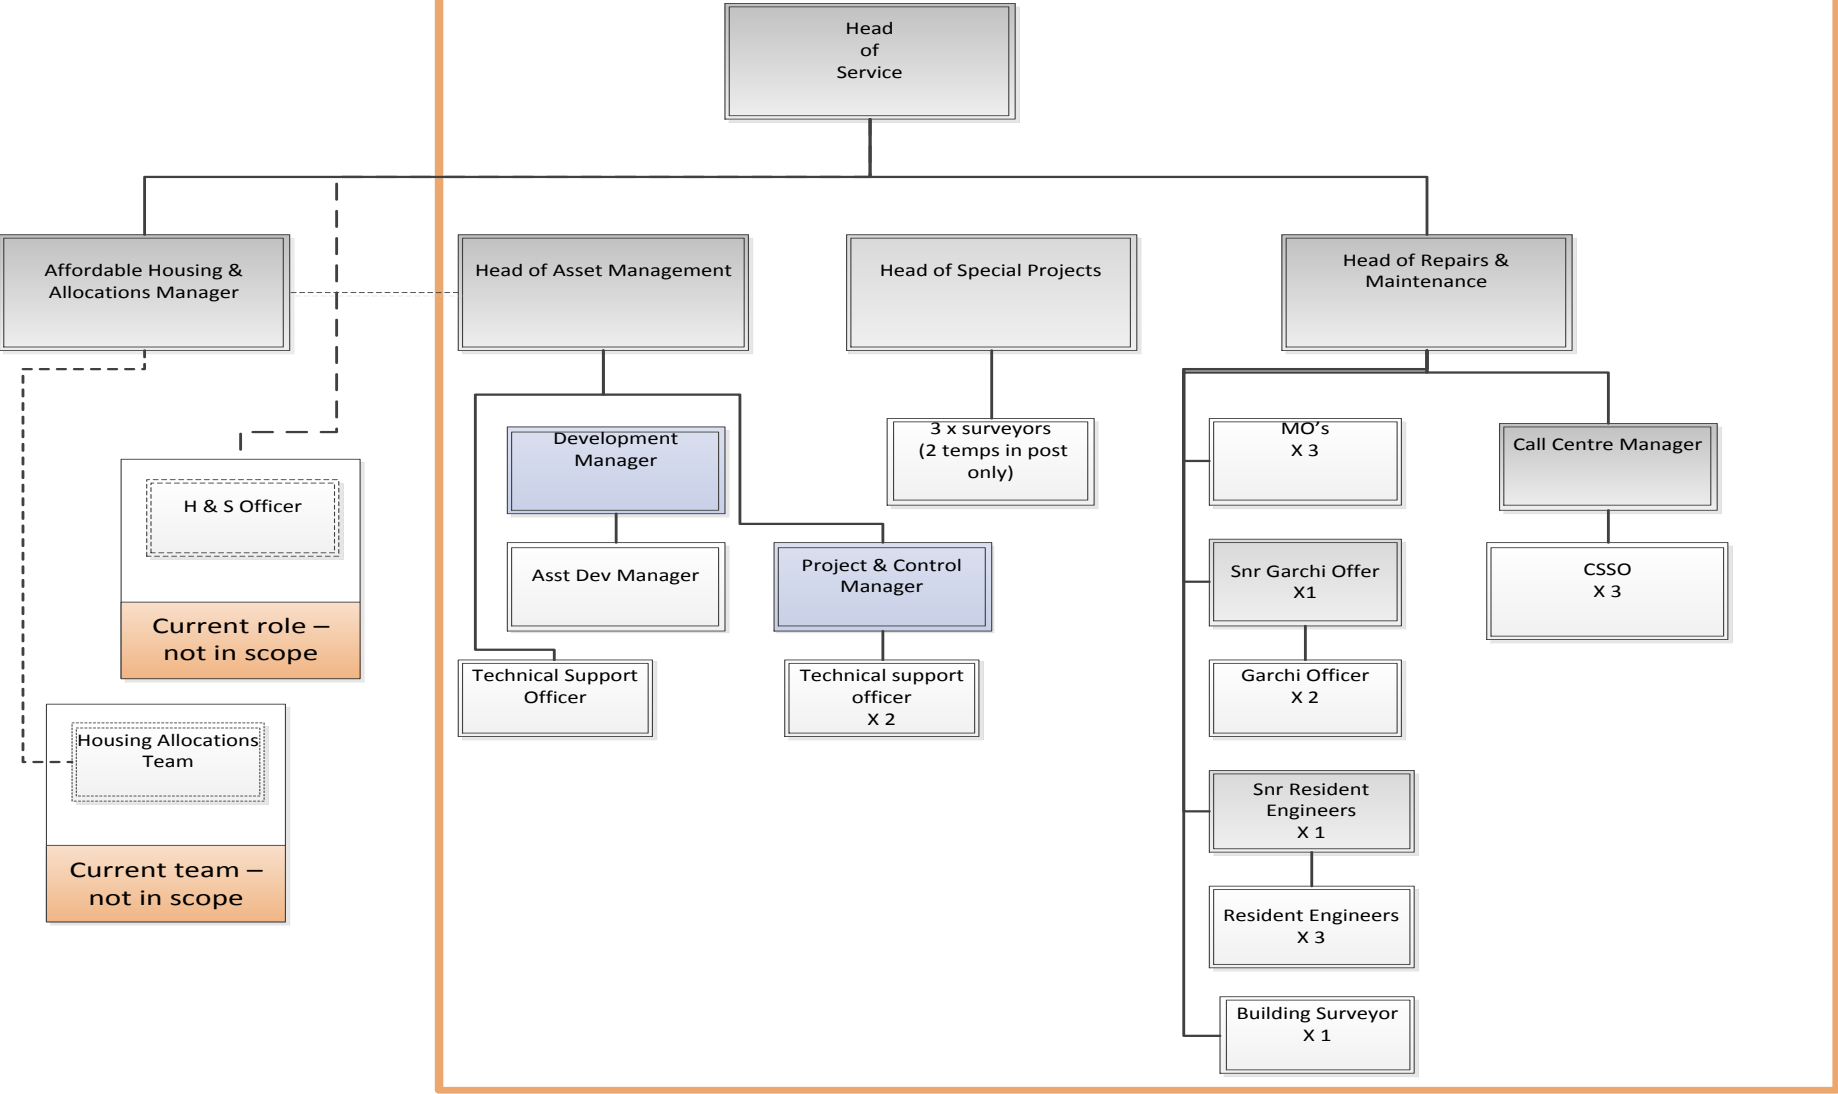 Head
of
Service
Affordable Housing &
Allocations Manager
Head of Asset Management
Head of Special Projects
Head of Repairs &
Maintenance
Development
Manager
3 x surveyors
(2 temps in post
only)
MO's
X 3
Call Centre Manager
H & S Officer
Current role –
not in scope
Asst Dev Manager
Project & Control
Manager
Snr Garchi Offer
X1
CSSO
X 3
Technical Support
Officer
Technical support
officer
X 2
Garchi Officer
X 2
Housing Allocations
Team
Current team –
not in scope
Snr Resident
Engineers
X 1
Resident Engineers
X 3
Building Surveyor
X 1